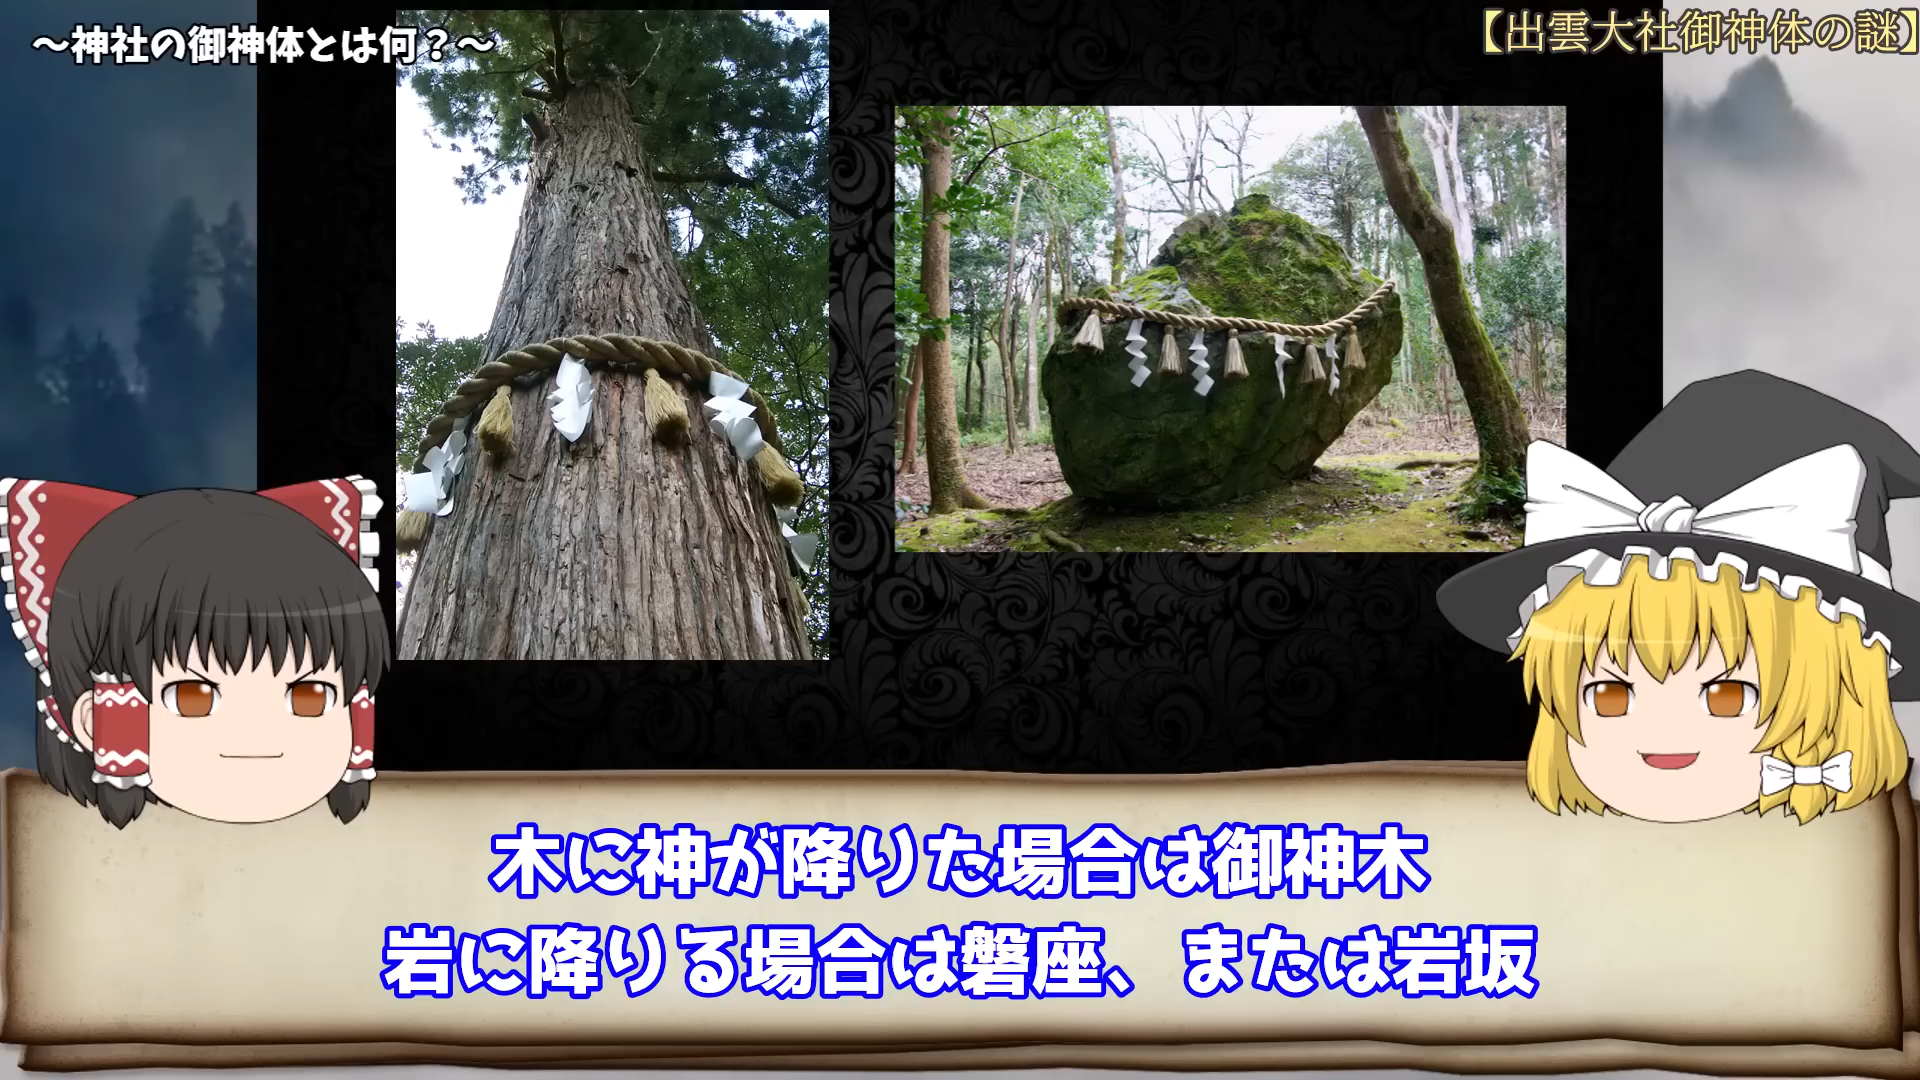 ～神社の御神体とは何？～
【出雲大社御神体の謎】
木に神が降りた場合は御神木
岩に降りる場合は磐座、または岩坂